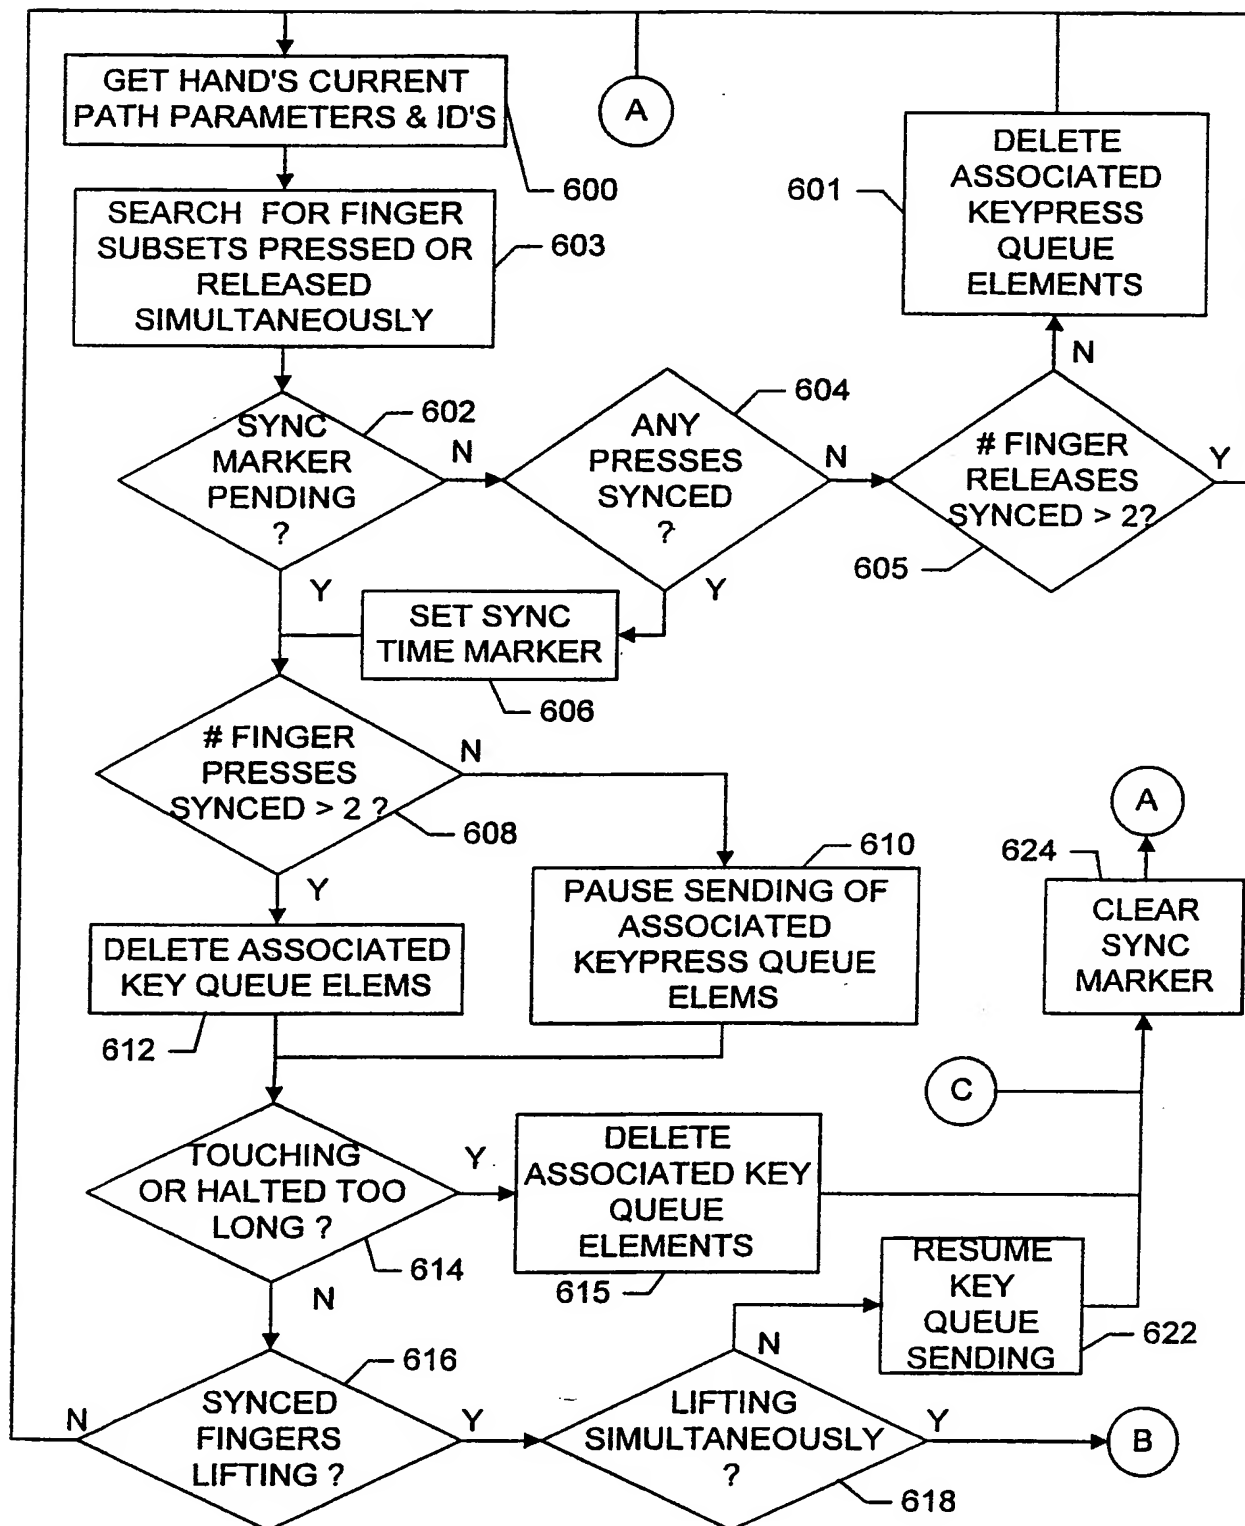 GET HAND'S CURRENT
PATH PARAMETERS & ID'S
600
A
DELETE
ASSOCIATED
KEYPRESS
QUEUE
ELEMENTS
601
SEARCH FOR FINGER
SUBSETS PRESSED OR
RELEASED
SIMULTANEOUSLY
603
SYNC
MARKER
PENDING
?
602
N
Y
ANY
PRESSES
SYNCED
?
604
N
Y
# FINGER
RELEASES
SYNCED > 2?
605
N
Y
SET SYNC
TIME MARKER
606
# FINGER
PRESSES
SYNCED > 2 ?
608
N
Y
PAUSE SENDING OF
ASSOCIATED
KEYPRESS QUEUE
ELEMS
610
DELETE ASSOCIATED
KEY QUEUE ELEMS
612
A
624
CLEAR
SYNC
MARKER
C
TOUCHING
OR HALTED TOO
LONG ?
614
Y
N
DELETE
ASSOCIATED KEY
QUEUE
ELEMENTS
615
RESUME
KEY
QUEUE
SENDING
622
SYNCED
FINGERS
LIFTING ?
616
N
Y
LIFTING
SIMULTANEOUSLY
?
618
N
Y
B